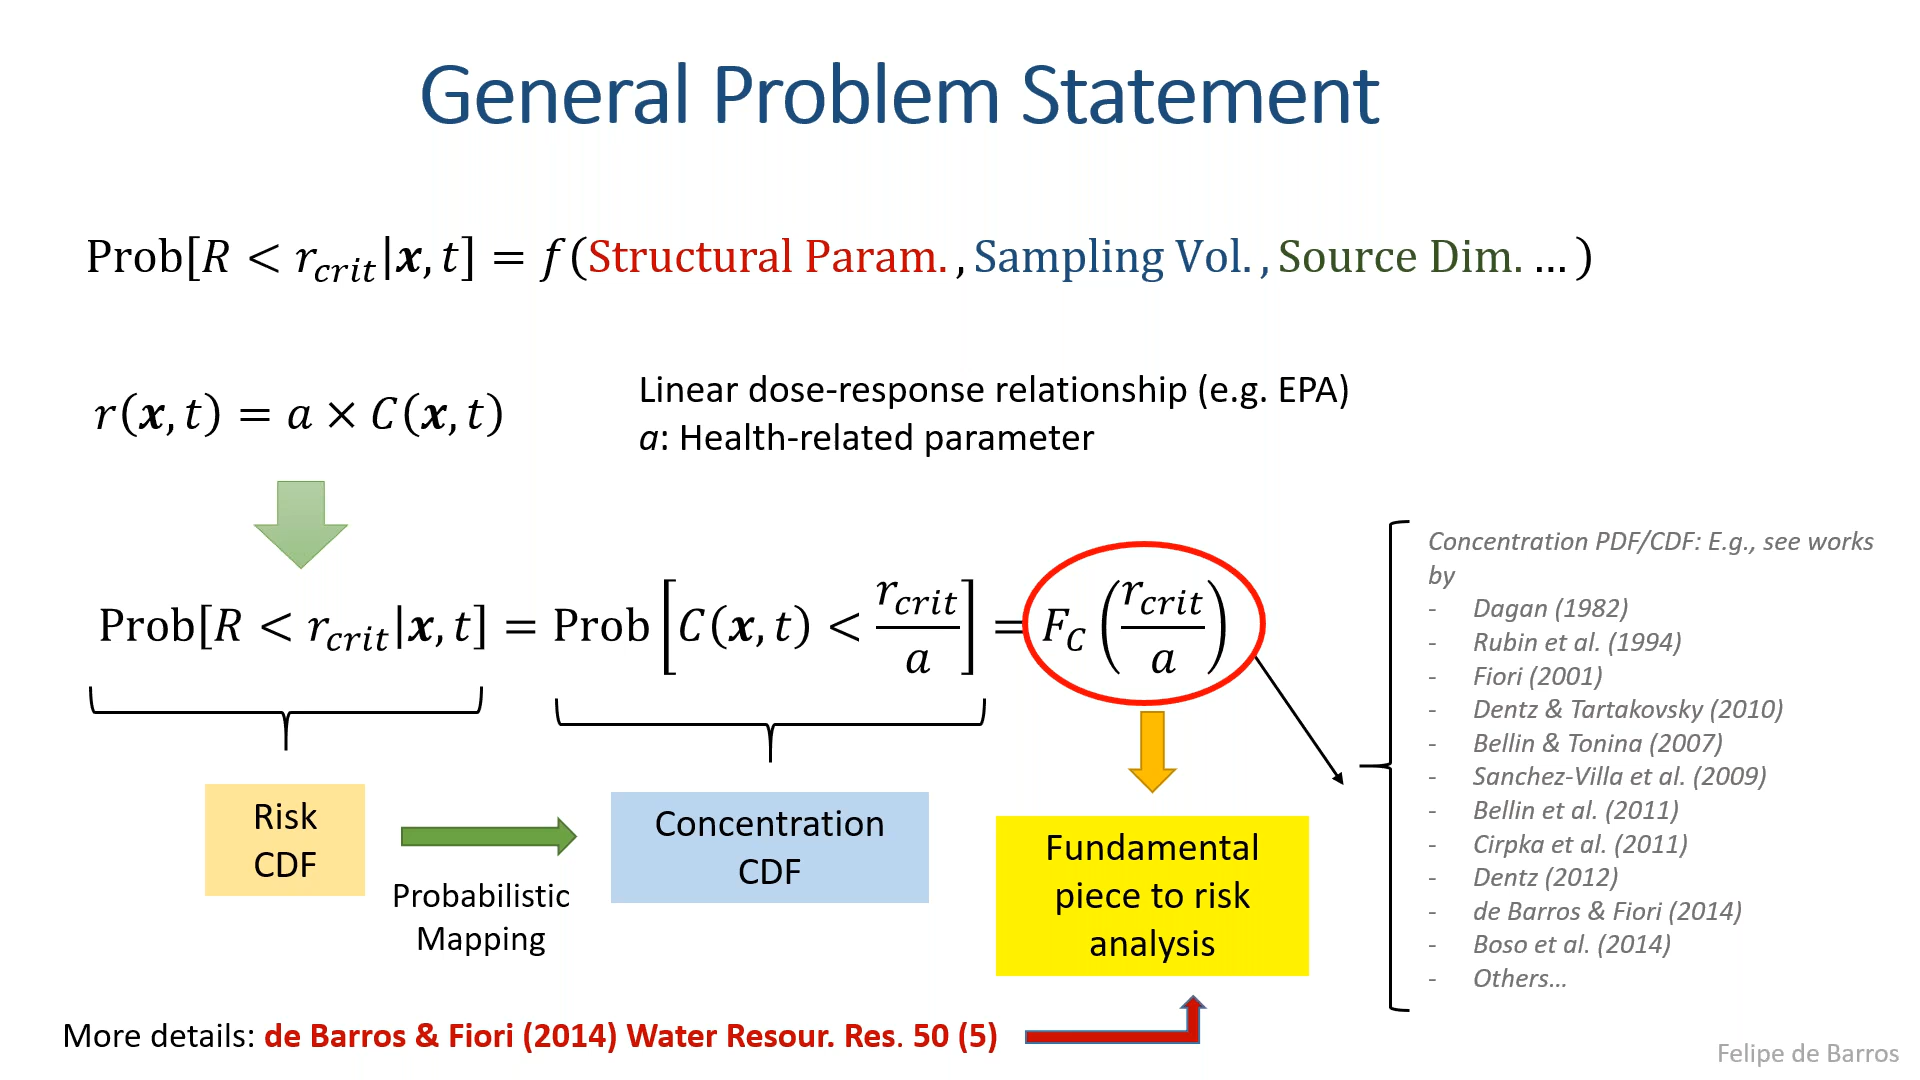 General Problem Statement
Prob[R < r_crit|x, t] = f(Structural Param. , Sampling Vol. , Source Dim. … )
r(x, t) = a × C(x, t)
Linear dose-response relationship (e.g. EPA)
a: Health-related parameter
Prob[R < r_crit|x, t] = Prob[C(x, t) < r_crit/a] = F_C(r_crit/a)
Risk
CDF
Probabilistic
Mapping
Concentration
CDF
Fundamental
piece to risk
analysis
Concentration PDF/CDF: E.g., see works
by
- Dagan (1982)
- Rubin et al. (1994)
- Fiori (2001)
- Dentz & Tartakovsky (2010)
- Bellin & Tonina (2007)
- Sanchez-Villa et al. (2009)
- Bellin et al. (2011)
- Cirpka et al. (2011)
- Dentz (2012)
- de Barros & Fiori (2014)
- Boso et al. (2014)
- Others…
More details: de Barros & Fiori (2014) Water Resour. Res. 50 (5)
Felipe de Barros